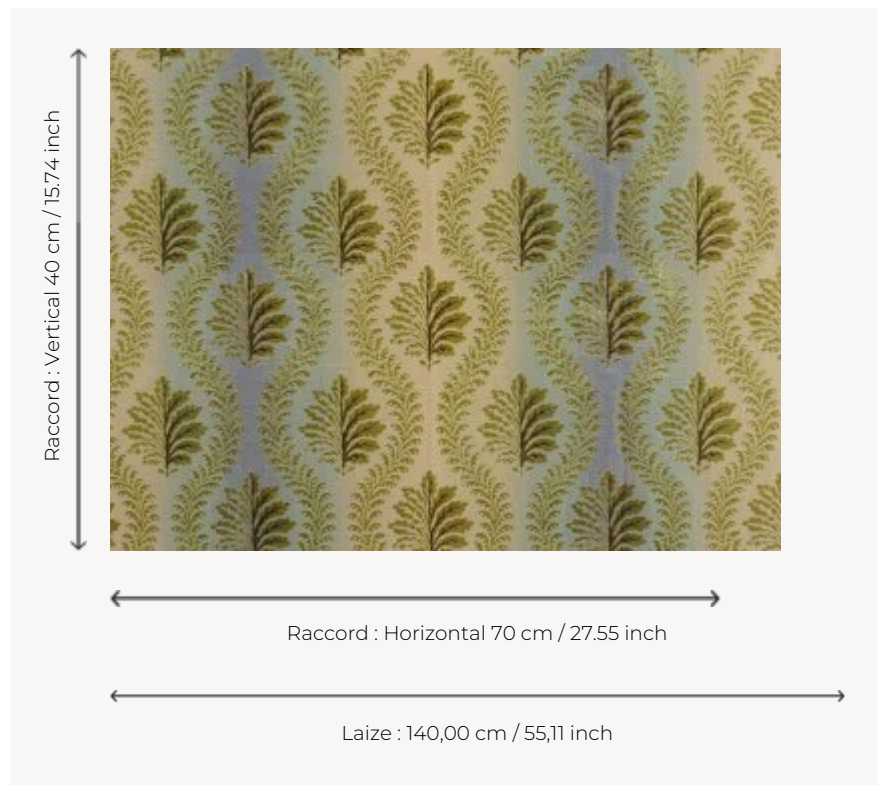 Raccord : Vertical 40 cm / 15.74 inch
Raccord : Horizontal 70 cm / 27.55 inch
Laize : 140,00 cm / 55,11 inch